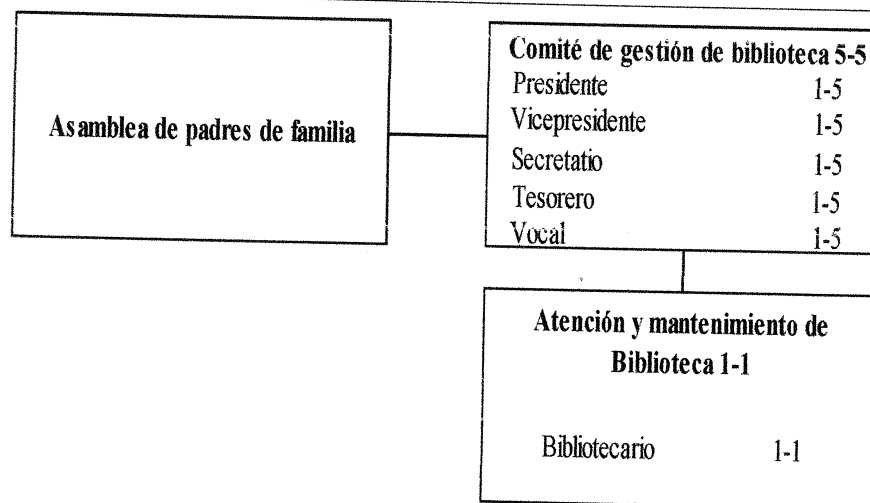 Asamblea de padres de familia
Comité de gestión de biblioteca 5-5
Presidente 1-5
Vicepresidente 1-5
Secretatio 1-5
Tesorero 1-5
Vocal 1-5
Atención y mantenimiento de
Biblioteca 1-1
Bibliotecario 1-1